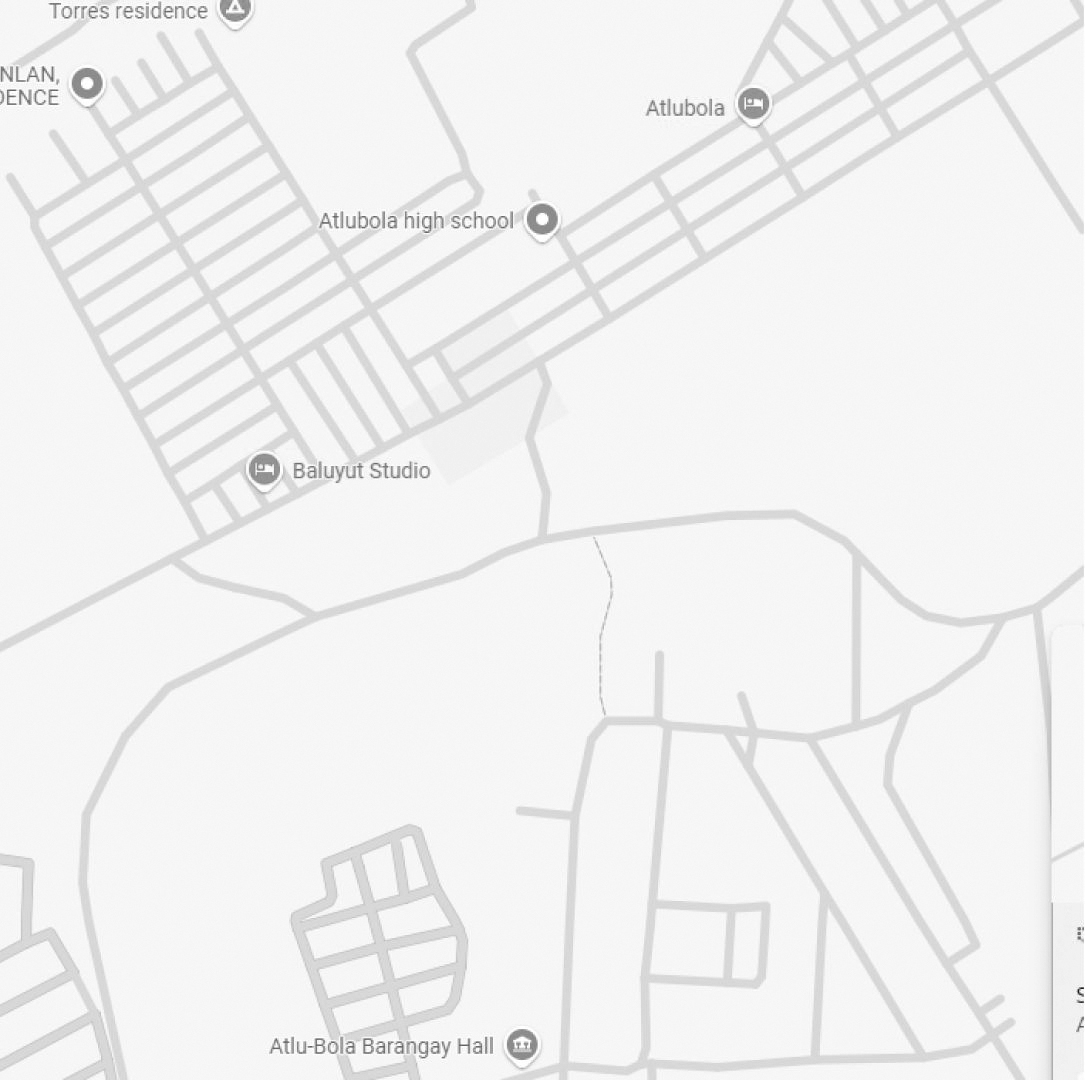 Torres residence
NLAN,
DENCE
Atlubola
Atlubola high school
Baluyut Studio
Atlu-Bola Barangay Hall
S
A